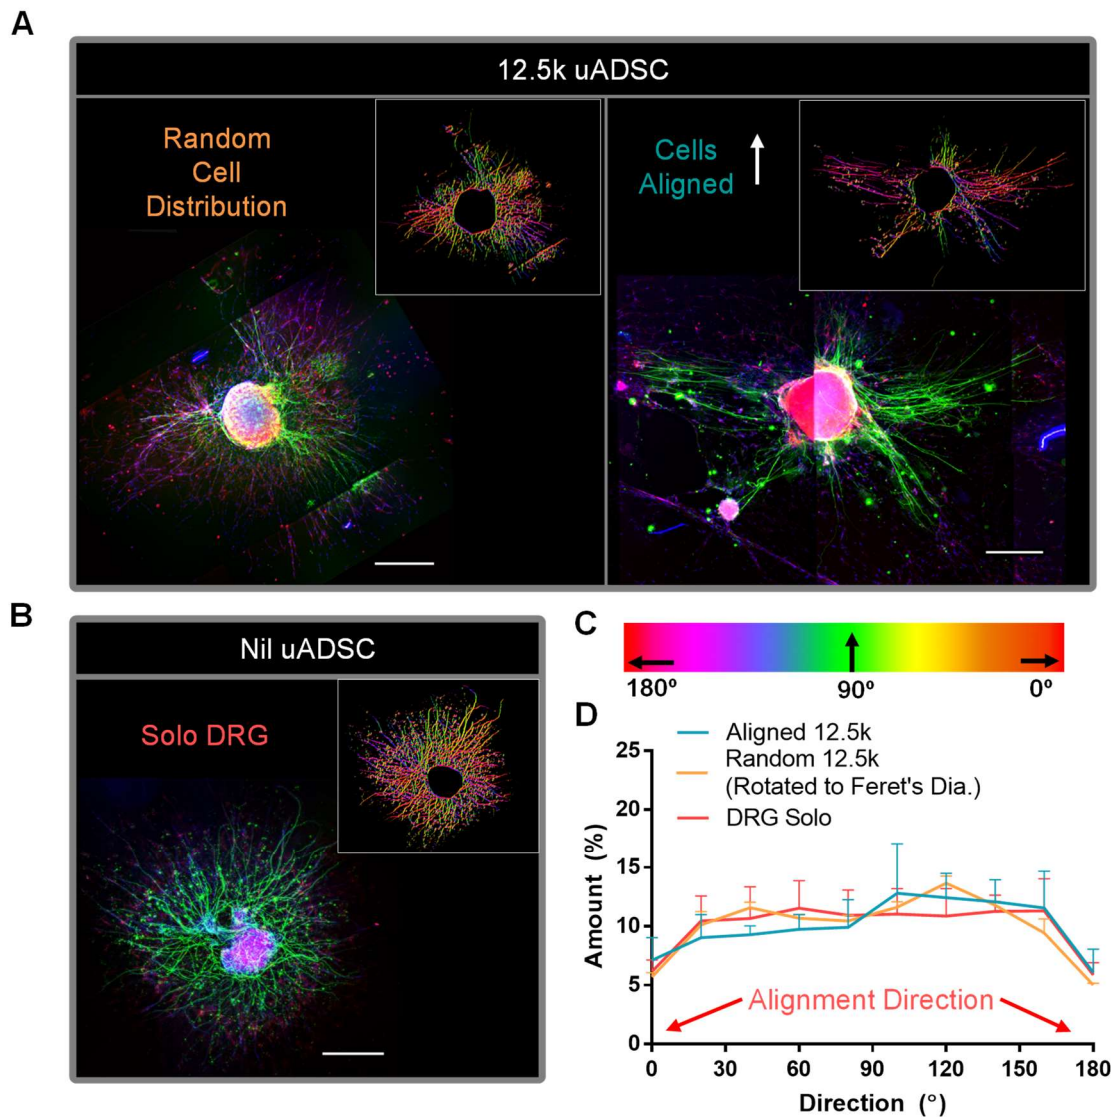 A
12.5k uADSC
Random
Cell
Distribution
Cells
Aligned
B
Nil uADSC
Solo DRG
C
180º
90º
0º
D
Aligned 12.5k
Random 12.5k
(Rotated to Feret's Dia.)
DRG Solo
25
20
15
10
5
0
Amount (%)
Alignment Direction
0
30
60
90
120
150
180
Direction (°)